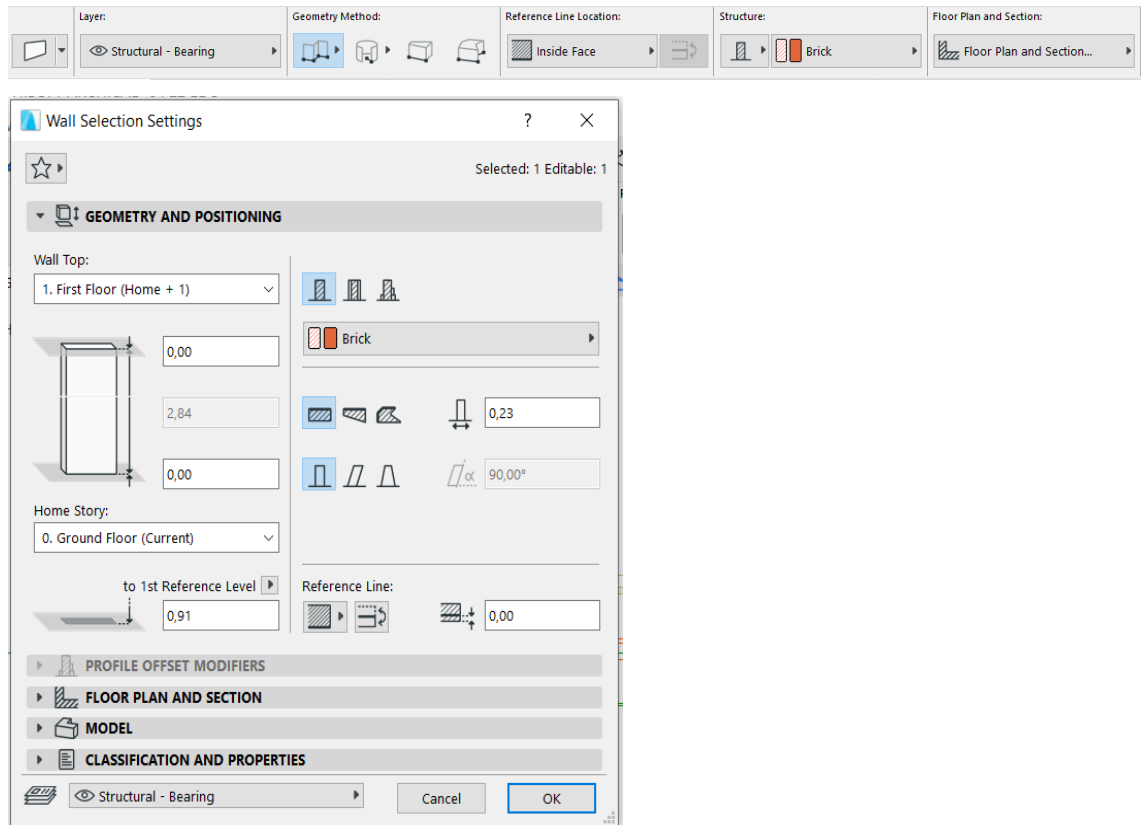 Layer:
Geometry Method:
Reference Line Location:
Structure:
Floor Plan and Section:
Structural - Bearing
Inside Face
Brick
Floor Plan and Section...
Wall Selection Settings
?
Selected: 1 Editable: 1
GEOMETRY AND POSITIONING
Wall Top:
1. First Floor (Home + 1)
0,00
2,84
0,00
Home Story:
0. Ground Floor (Current)
to 1st Reference Level
0,91
Brick
0,23
α 90,00°
Reference Line:
0,00
PROFILE OFFSET MODIFIERS
FLOOR PLAN AND SECTION
MODEL
CLASSIFICATION AND PROPERTIES
Structural - Bearing
Cancel
OK